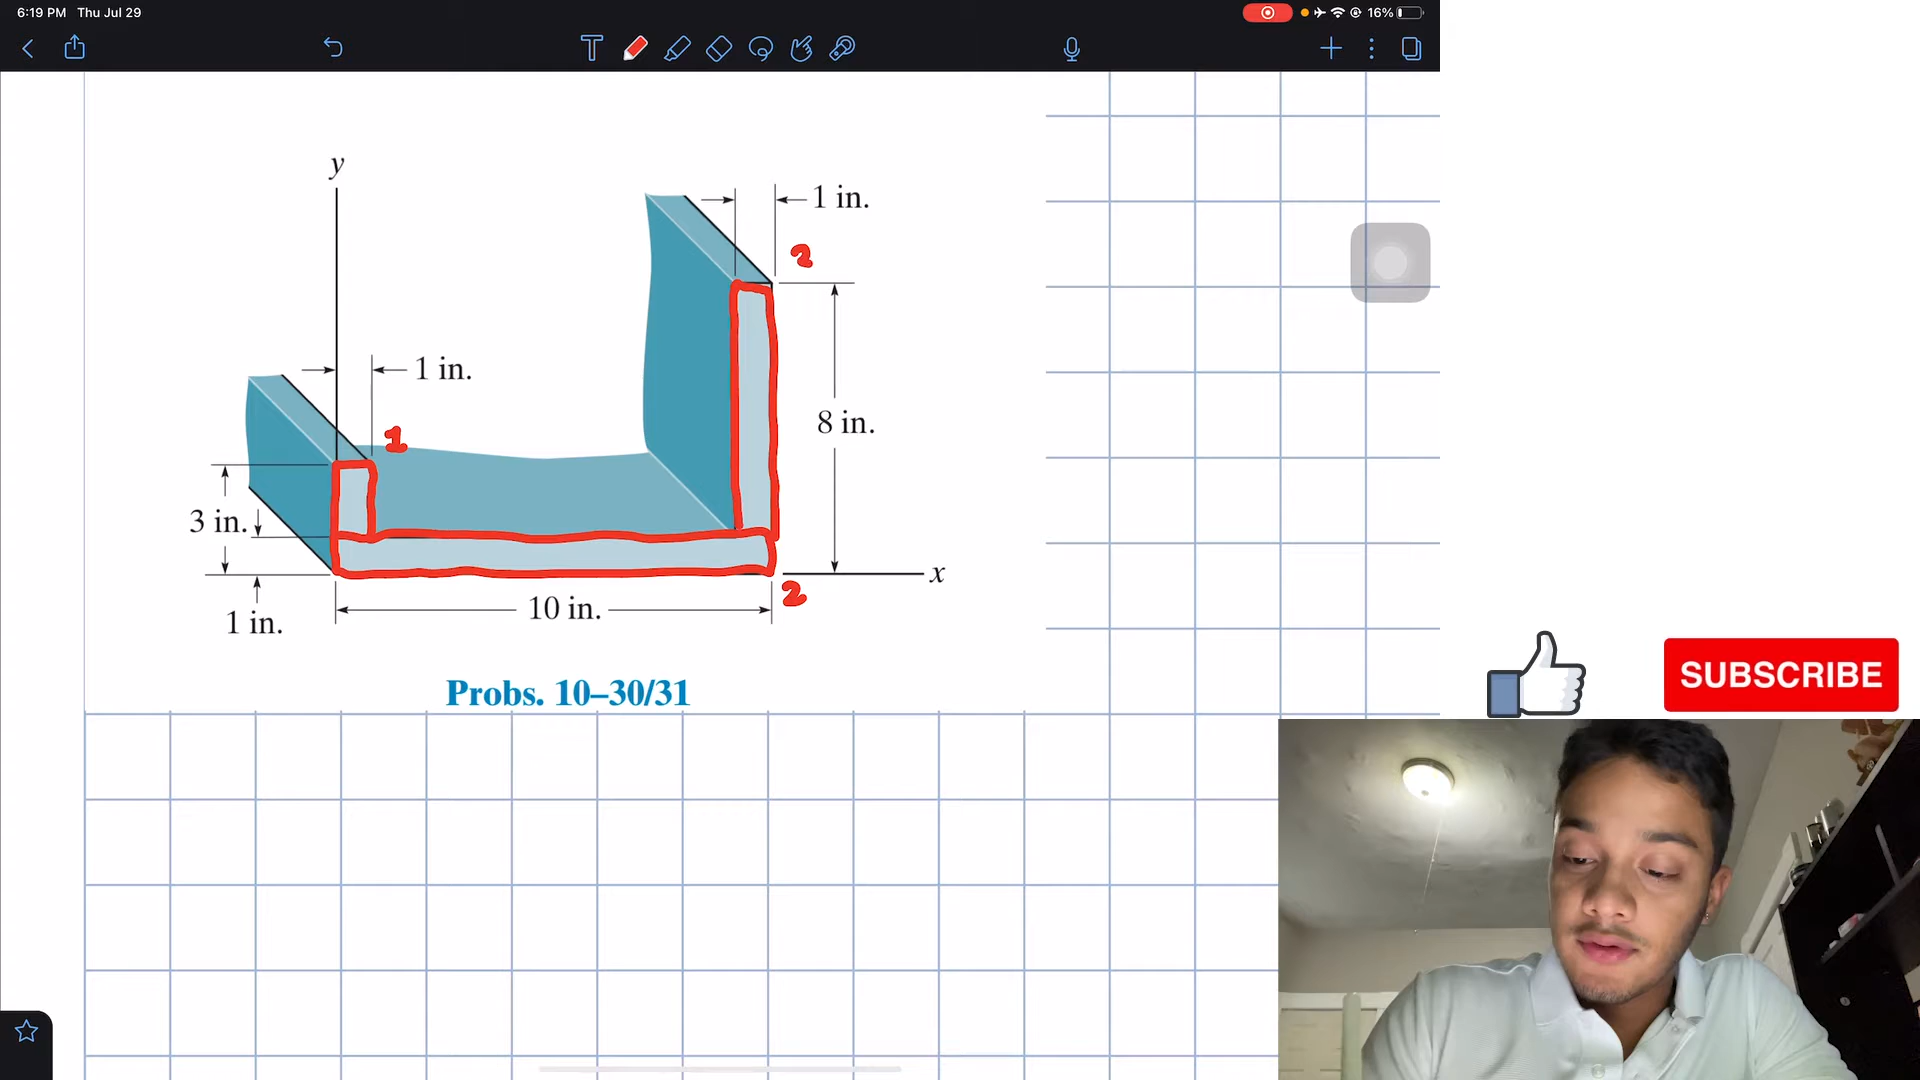 6:19 PM Thu Jul 29
16%
T
y
1 in.
2
1 in.
1
8 in.
3 in.
x
2
10 in.
1 in.
Probs. 10–30/31
SUBSCRIBE